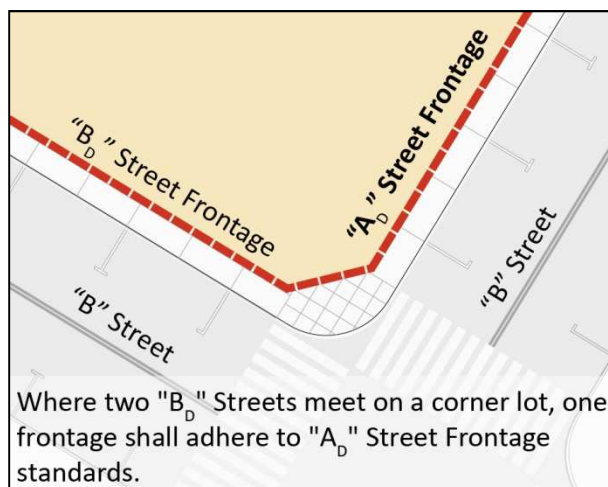 “A_D” Street Frontage
“B_D” Street Frontage
“B” Street
“B” Street
Where two "B_D" Streets meet on a corner lot, one
frontage shall adhere to "A_D" Street Frontage
standards.